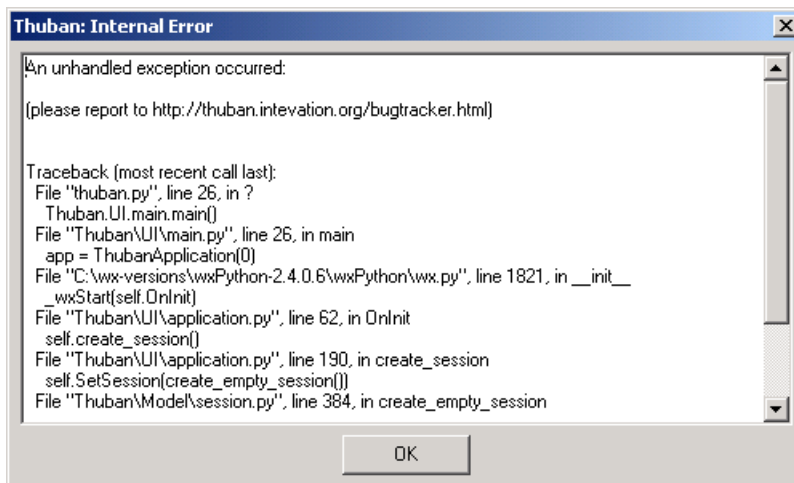 Thuban: Internal Error
An unhandled exception occurred:
(please report to http://thuban.intevation.org/bugtracker.html)
Traceback (most recent call last):
File "thuban.py", line 26, in ?
Thuban.UI.main.main()
File "Thuban\UI\main.py", line 26, in main
app = ThubanApplication(0)
File "C:\wx-versions\wxPython-2.4.0.6\wxPython\wx.py", line 1821, in __init__
_wxStart(self.OnInit)
File "Thuban\UI\application.py", line 62, in OnInit
self.create_session()
File "Thuban\UI\application.py", line 190, in create_session
self.SetSession(create_empty_session())
File "Thuban\Model\session.py", line 384, in create_empty_session
OK